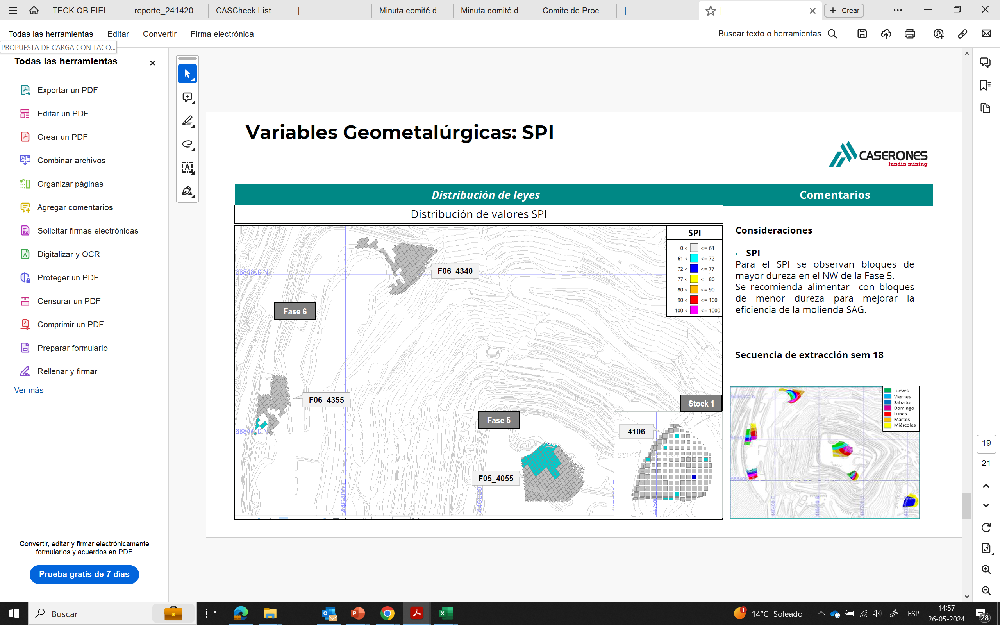 TECK QB FIEL...
reporte_241420...
CASCheck List ...
|
Minuta comité d...
Minuta comité d...
Comite de Proc...
|
|
Crear
Todas las herramientas
Editar
Convertir
Firma electrónica
Buscar texto o herramientas
PROPUESTA DE CARGA CON TACO...
Todas las herramientas
Exportar un PDF
Editar un PDF
Crear un PDF
Combinar archivos
Organizar páginas
Agregar comentarios
Solicitar firmas electrónicas
Digitalizar y OCR
Proteger un PDF
Censurar un PDF
Comprimir un PDF
Preparar formulario
Rellenar y firmar
Ver más
Convertir, editar y firmar electrónicamente
formularios y acuerdos en PDF
Prueba gratis de 7 días
Variables Geometalúrgicas: SPI
CASERONES
lundin mining
Distribución de leyes
Comentarios
Distribución de valores SPI
SPI
0 < <= 61
61 < <= 72
72 < <= 77
77 < <= 80
80 < <= 90
90 < <= 100
100 < <= 1000
6884800 N
F06_4340
Fase 6
F06_4355
6884400 N
Fase 5
Stock 1
4106
STOCK
F05_4055
446400 E
446800 E
447600
Consideraciones
• SPI
Para el SPI se observan bloques de
mayor dureza en el NW de la Fase 5.
Se recomienda alimentar con bloques
de menor dureza para mejorar la
eficiencia de la molienda SAG.
Secuencia de extracción sem 18
Jueves
Viernes
Sábado
Domingo
Lunes
Martes
Miércoles
19
21
Buscar
1
14°C Soleado
ESP
14:57
26-05-2024
28